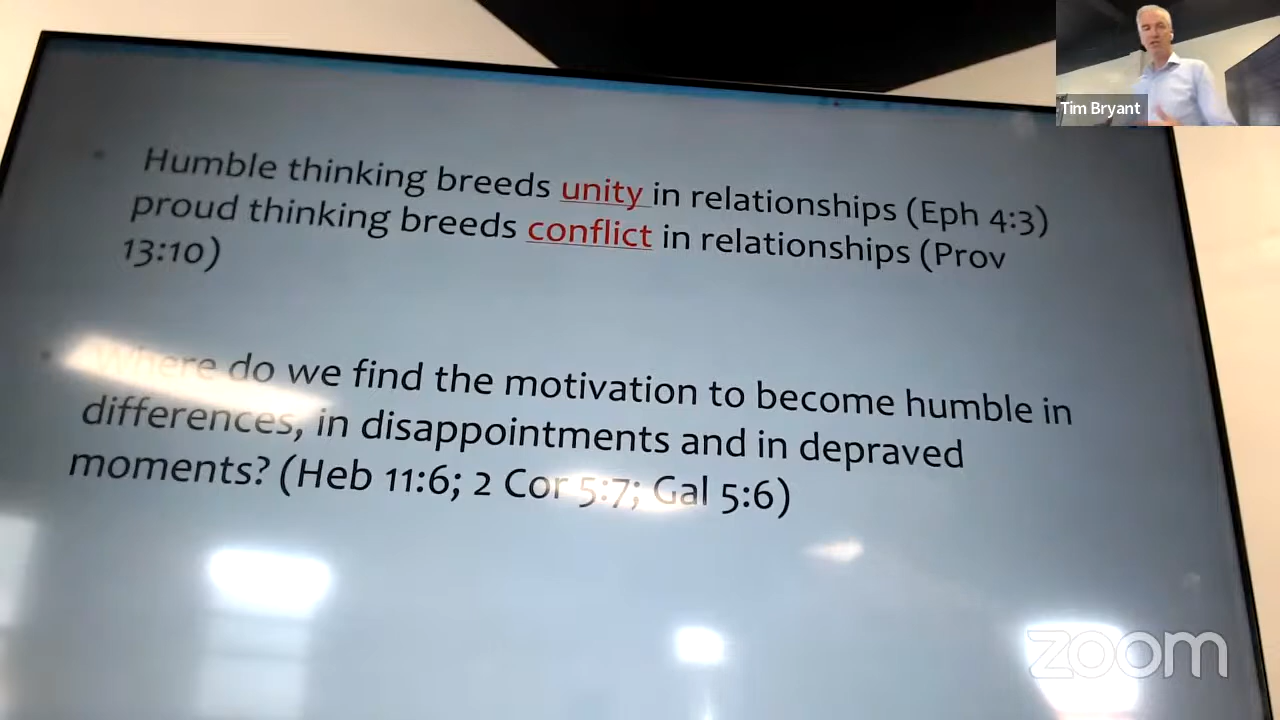 Humble thinking breeds unity in relationships (Eph 4:3)
proud thinking breeds conflict in relationships (Prov
13:10)
Where do we find the motivation to become humble in
differences, in disappointments and in depraved
moments? (Heb 11:6; 2 Cor 5:7; Gal 5:6)
Tim Bryant
zoom